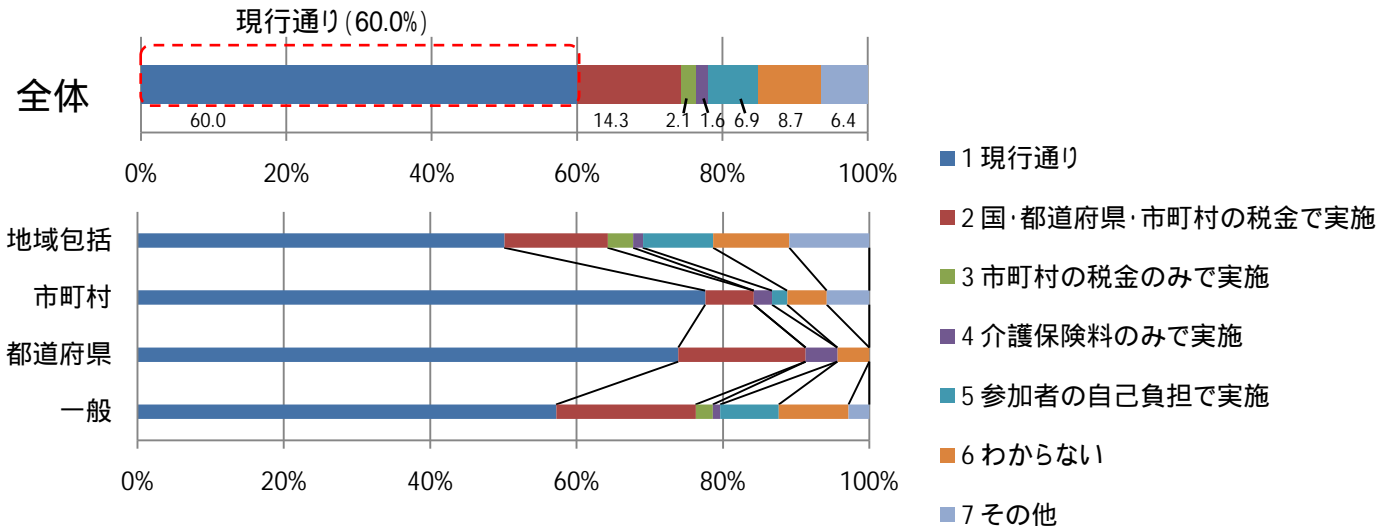 現行通り(60.0%)
全体
60.0 14.3 2.1 1.6 6.9 8.7 6.4
0% 20% 40% 60% 80% 100%
地域包括
市町村
都道府県
一般
0% 20% 40% 60% 80% 100%
1 現行通り
2 国・都道府県・市町村の税金で実施
3 市町村の税金のみで実施
4 介護保険料のみで実施
5 参加者の自己負担で実施
6 わからない
7 その他